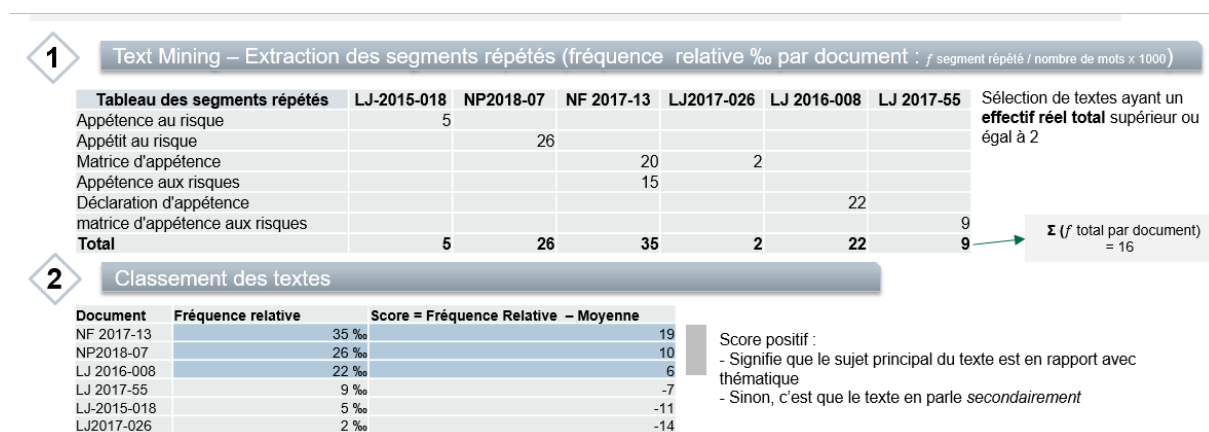 1
Text Mining – Extraction des segments répétés (fréquence relative ‰ par document : ƒ segment répété / nombre de mots x 1000)
Tableau des segments répétés LJ-2015-018 NP2018-07 NF 2017-13 LJ2017-026 LJ 2016-008 LJ 2017-55
Appétence au risque 5
Appétit au risque 26
Matrice d'appétence 20 2
Appétence aux risques 15
Déclaration d'appétence 22
matrice d'appétence aux risques 9
Total 5 26 35 2 22 9
Sélection de textes ayant un
effectif réel total supérieur ou
égal à 2
Σ (ƒ total par document)
= 16
2
Classement des textes
Document Fréquence relative Score = Fréquence Relative – Moyenne
NF 2017-13 35 ‰ 19
NP2018-07 26 ‰ 10
LJ 2016-008 22 ‰ 6
LJ 2017-55 9 ‰ -7
LJ-2015-018 5 ‰ -11
LJ2017-026 2 ‰ -14
Score positif :
- Signifie que le sujet principal du texte est en rapport avec
thématique
- Sinon, c'est que le texte en parle secondairement